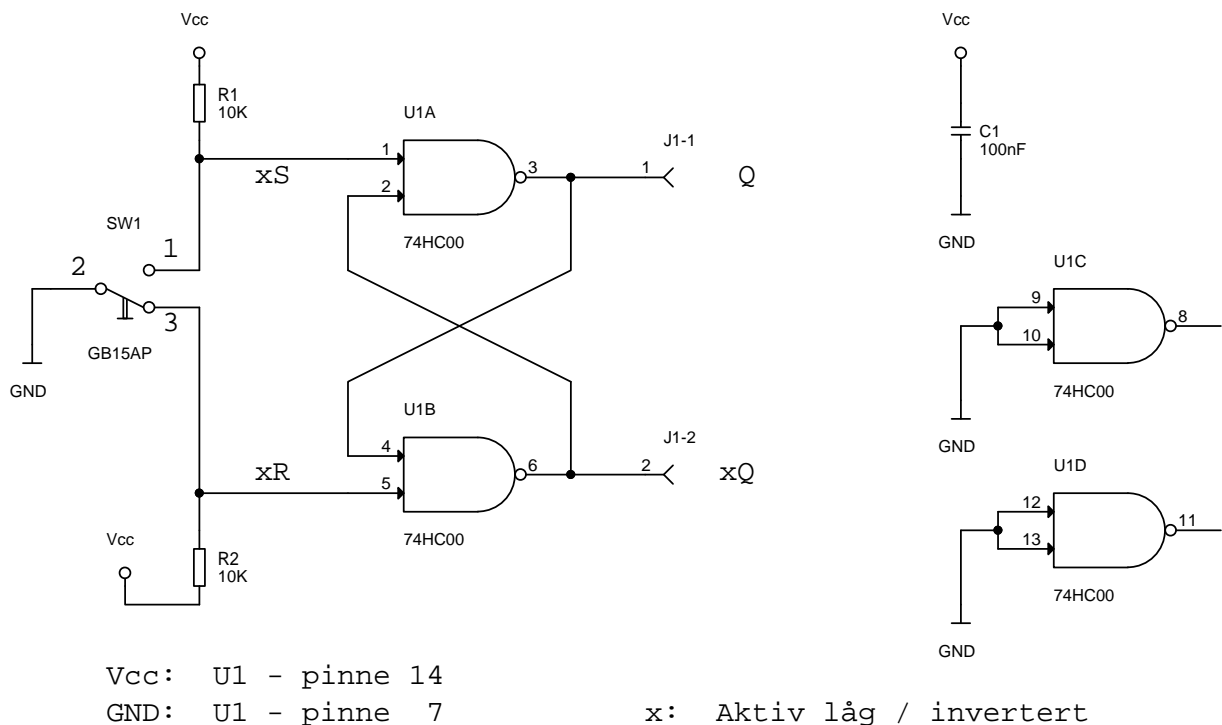 Vcc
R1
10K
U1A
1
xS
2
3
74HC00
J1-1
1
Q
SW1
1
2
3
GB15AP
GND
U1B
4
xR
5
6
74HC00
J1-2
2
xQ
Vcc
R2
10K
Vcc
C1
100nF
GND
U1C
9
10
8
74HC00
GND
U1D
12
13
11
74HC00
GND
Vcc: U1 - pinne 14
GND: U1 - pinne 7
x: Aktiv låg / invertert